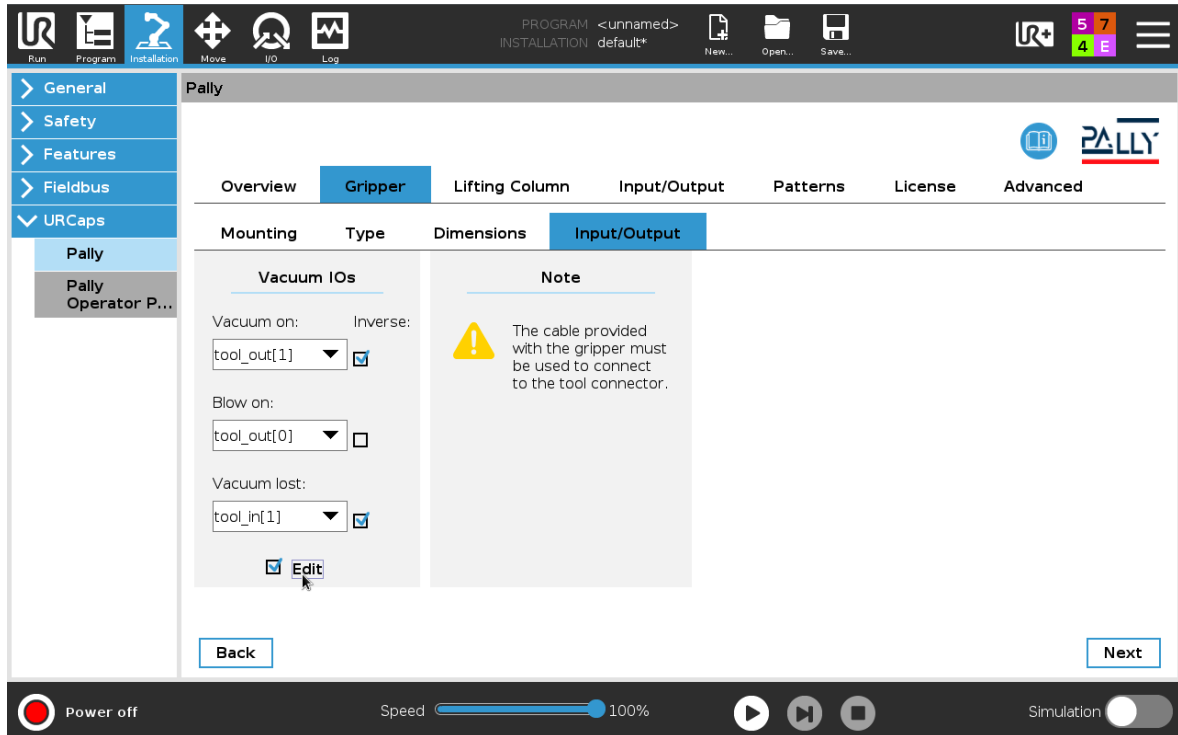 PROGRAM <unnamed>
INSTALLATION default*
Run
Program
Installation
Move
I/O
Log
New...
Open...
Save...
UR+
5 7
4 E
General
Safety
Features
Fieldbus
URCaps
Pally
Pally
Operator P...
Pally
PALLY
Overview
Gripper
Lifting Column
Input/Output
Patterns
License
Advanced
Mounting
Type
Dimensions
Input/Output
Vacuum IOs
Vacuum on: Inverse:
tool_out[1]
Blow on:
tool_out[0]
Vacuum lost:
tool_in[1]
Edit
Note
The cable provided
with the gripper must
be used to connect
to the tool connector.
Back
Next
Power off
Speed
100%
Simulation